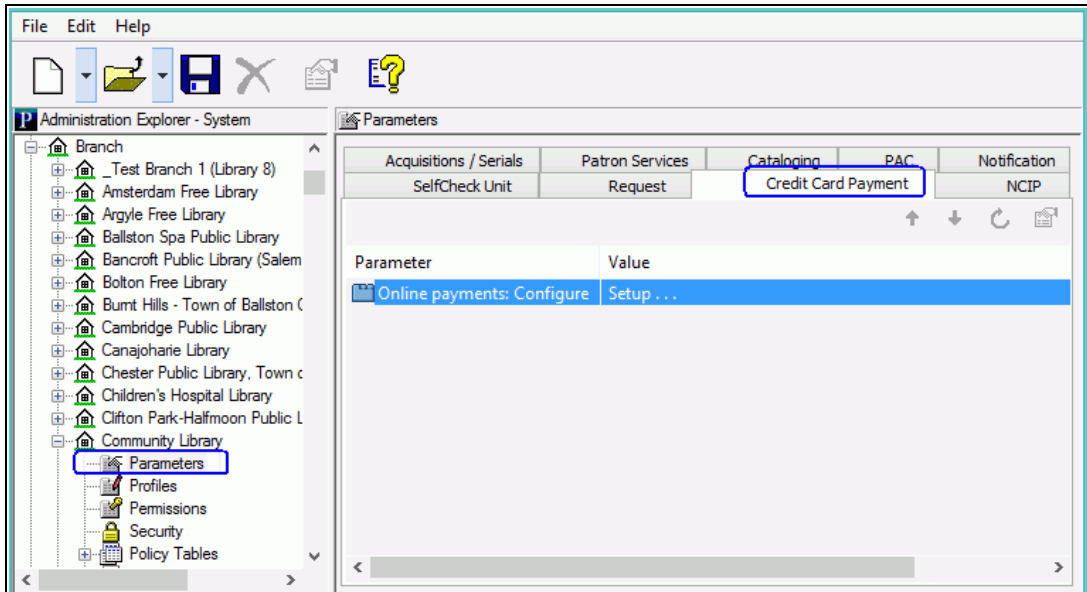 File Edit Help
Administration Explorer - System
Parameters
Branch
_Test Branch 1 (Library 8)
Amsterdam Free Library
Argyle Free Library
Ballston Spa Public Library
Bancroft Public Library (Salem
Bolton Free Library
Burnt Hills - Town of Ballston C
Cambridge Public Library
Canajoharie Library
Chester Public Library, Town o
Children's Hospital Library
Clifton Park-Halfmoon Public L
Community Library
Parameters
Profiles
Permissions
Security
Policy Tables
Acquisitions / Serials Patron Services Cataloging PAC Notification
SelfCheck Unit Request Credit Card Payment NCIP
Parameter Value
Online payments: Configure Setup . . .